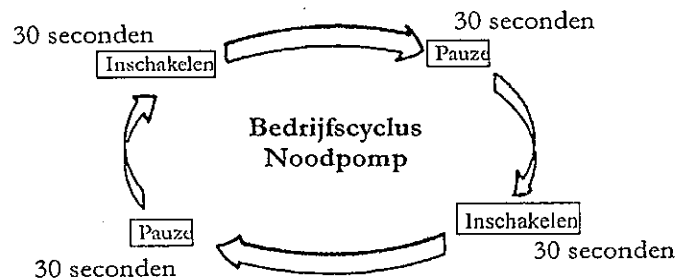 30 seconden
Inschakelen
30 seconden
Pauze
Bedrijfscyclus
Noodpomp
Inschakelen
30 seconden
Pauze
30 seconden